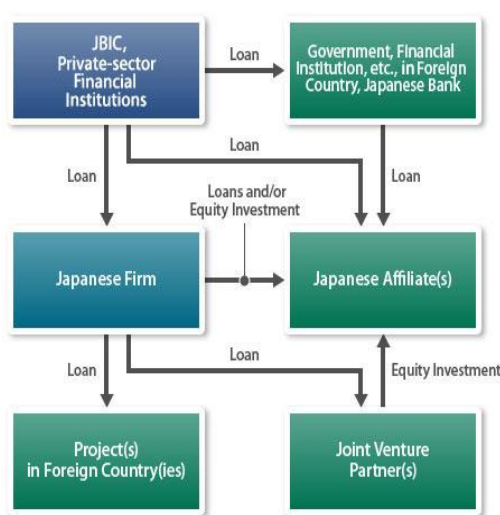 JBIC,
Private-sector
Financial
Institutions
Loan
Government, Financial
Institution, etc., in Foreign
Country, Japanese Bank
Loan
Loan
Loan
Loans and/or
Equity Investment
Japanese Firm
Japanese Affiliate(s)
Loan
Loan
Equity Investment
Project(s)
in Foreign Country(ies)
Joint Venture
Partner(s)